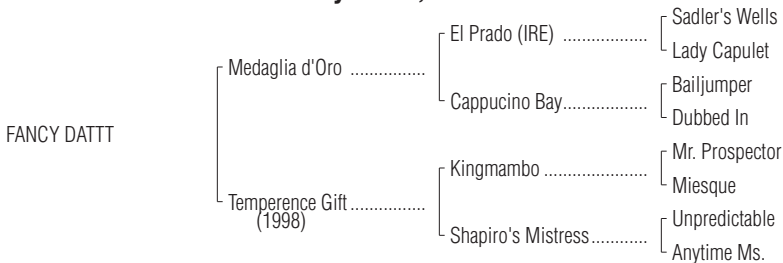 El Prado (IRE) ..................
Sadler's Wells
Lady Capulet
Medaglia d'Oro ................
Cappucino Bay..................
Bailjumper
Dubbed In
FANCY DATTT
Kingmambo ......................
Mr. Prospector
Miesque
Temperence Gift................
(1998)
Shapiro's Mistress............
Unpredictable
Anytime Ms.